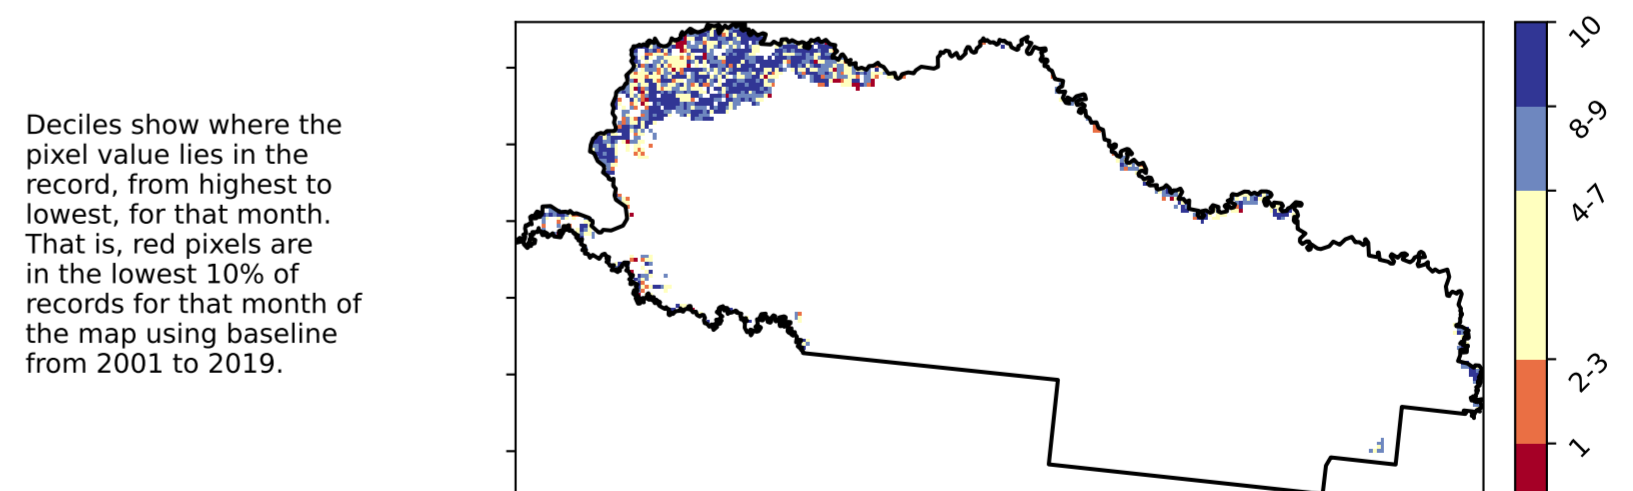 Deciles show where the
pixel value lies in the
record, from highest to
lowest, for that month.
That is, red pixels are
in the lowest 10% of
records for that month of
the map using baseline
from 2001 to 2019.
10
8-9
4-7
2-3
1